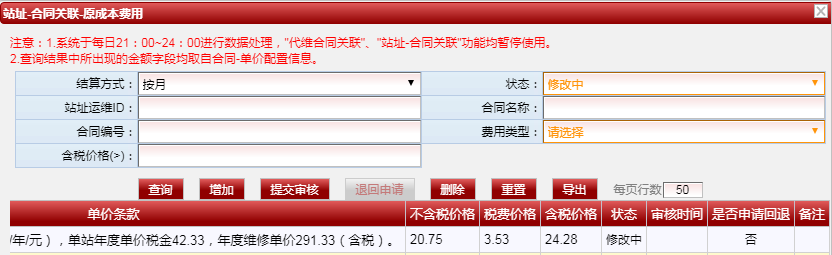 站址-合同关联-原成本费用
注意：1.系统于每日21：00~24：00进行数据处理，"代维合同关联"、"站址-合同关联"功能均暂停使用。
2.查询结果中所出现的金额字段均取自合同-单价配置信息。
结算方式： 按月 状态： 修改中
站址运维ID： 合同名称：
合同编号： 费用类型： 请选择
含税价格(>)：
查询 增加 提交审核 退回申请 删除 重置 导出 每页行数 50
单价条款 不含税价格 税费价格 含税价格 状态 审核时间 是否申请回退 备注
/年/元），单站年度单价税金42.33，年度维修单价291.33（含税）。 20.75 3.53 24.28 修改中 否